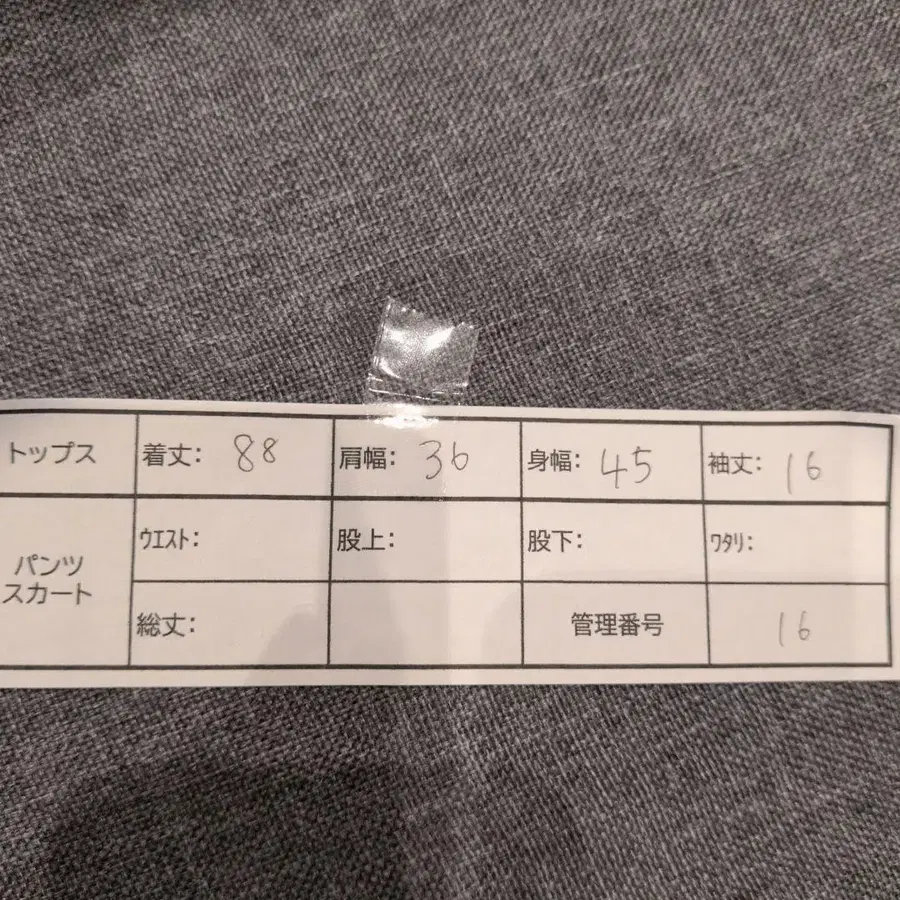 トップス 着丈: 88 肩幅: 36 身幅: 45 袖丈: 16
パンツ
スカート
ウエスト: 股上: 股下: ワタリ:
総丈: 管理番号 16